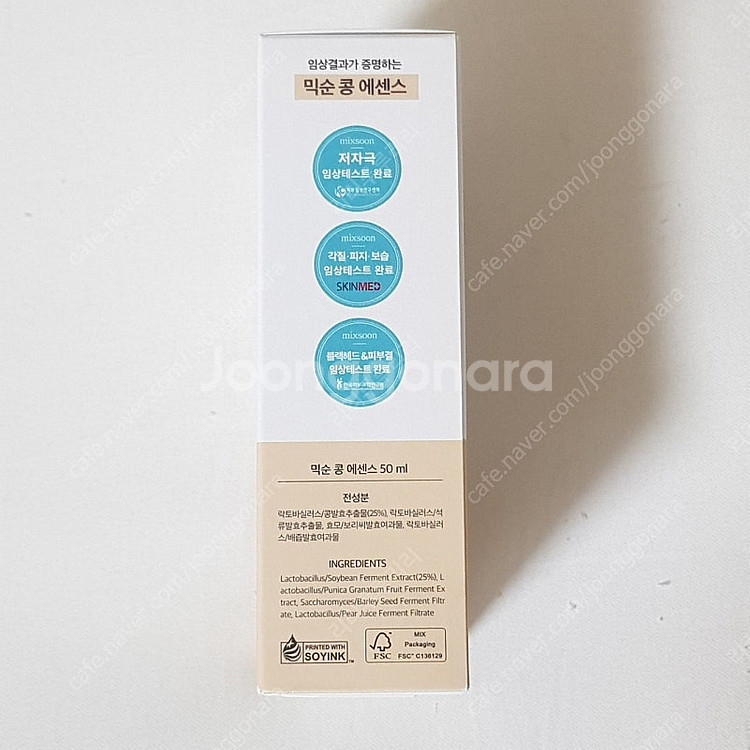 임상결과가 증명하는
믹순 콩 에센스
mixsoon
저자극
임상테스트 완료
mixsoon
각질·피지·보습
임상테스트 완료
SKINMED
mixsoon
블랙헤드&피부결
임상테스트 완료
Joonggonara
믹순 콩 에센스 50 ml
전성분
락토바실러스/콩발효추출물(25%), 락토바실러스/석
류발효추출물, 효모/보리씨발효여과물, 락토바실러
스/배즙발효여과물
INGREDIENTS
Lactobacillus/Soybean Ferment Extract(25%), L
actobacillus/Punica Granatum Fruit Ferment Ex
tract, Saccharomyces/Barley Seed Ferment Filtr
ate, Lactobacillus/Pear Juice Ferment Filtrate
PRINTED WITH
SOYINK™
FSC
MIX
Packaging
FSC® C136129
cafe.naver.com/joonggonara